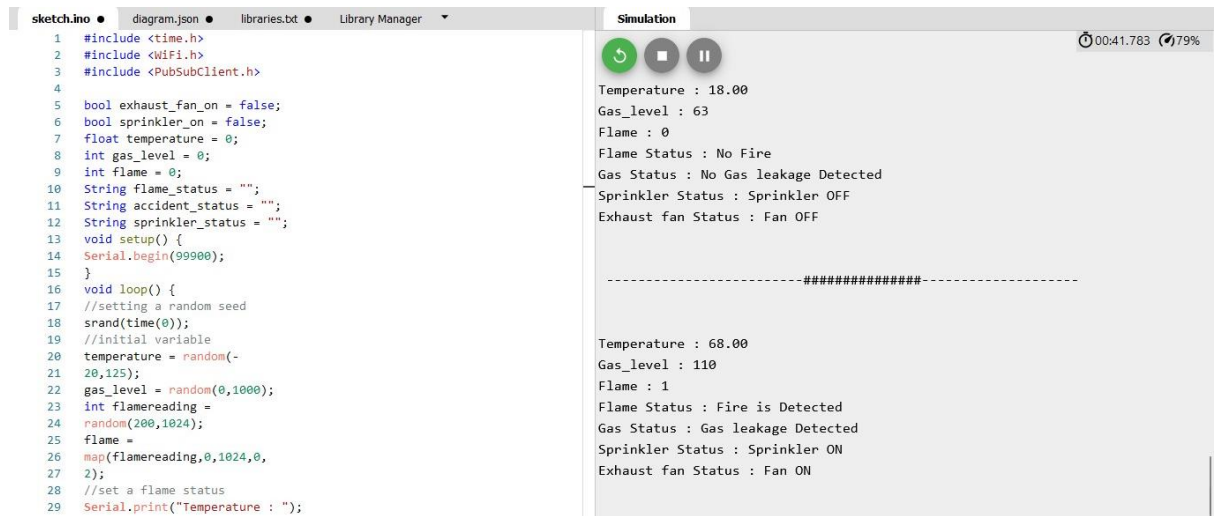 sketch.ino ● diagram.json ● libraries.txt ● Library Manager ▼
1 #include <time.h>
2 #include <WiFi.h>
3 #include <PubSubClient.h>
4
5 bool exhaust_fan_on = false;
6 bool sprinkler_on = false;
7 float temperature = 0;
8 int gas_level = 0;
9 int flame = 0;
10 String flame_status = "";
11 String accident_status = "";
12 String sprinkler_status = "";
13 void setup() {
14 Serial.begin(99900);
15 }
16 void loop() {
17 //setting a random seed
18 srand(time(0));
19 //initial variable
20 temperature = random(-
21 20,125);
22 gas_level = random(0,1000);
23 int flamereading =
24 random(200,1024);
25 flame =
26 map(flamereading,0,1024,0,
27 2);
28 //set a flame status
29 Serial.print("Temperature : ");
Simulation
00:41.783 79%
Temperature : 18.00
Gas_level : 63
Flame : 0
Flame Status : No Fire
Gas Status : No Gas leakage Detected
Sprinkler Status : Sprinkler OFF
Exhaust fan Status : Fan OFF
-------------------------###############--------------------
Temperature : 68.00
Gas_level : 110
Flame : 1
Flame Status : Fire is Detected
Gas Status : Gas leakage Detected
Sprinkler Status : Sprinkler ON
Exhaust fan Status : Fan ON